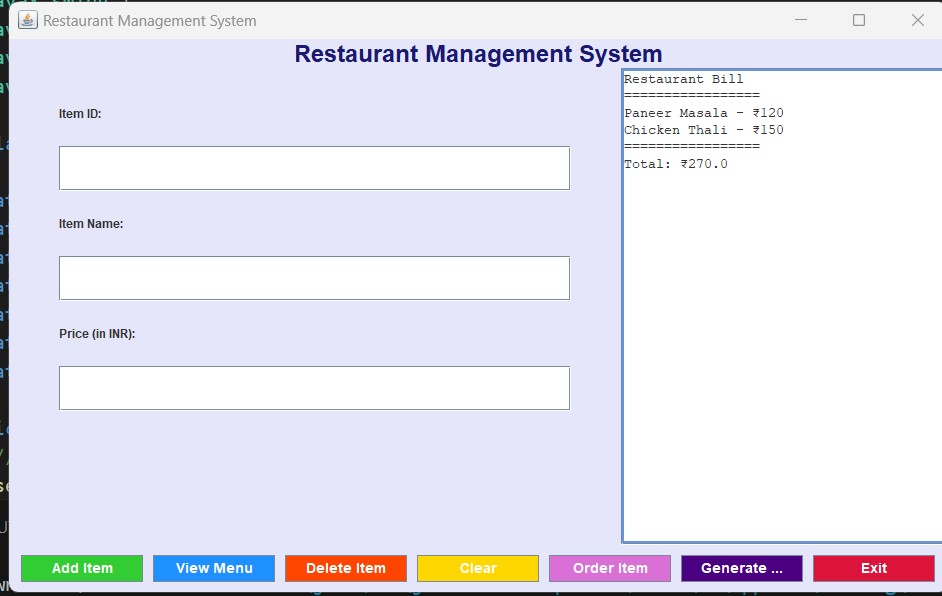 Restaurant Management System
Restaurant Management System
Item ID:
Item Name:
Price (in INR):
Restaurant Bill
=================
Paneer Masala - ₹120
Chicken Thali - ₹150
=================
Total: ₹270.0
Add Item
View Menu
Delete Item
Clear
Order Item
Generate ...
Exit